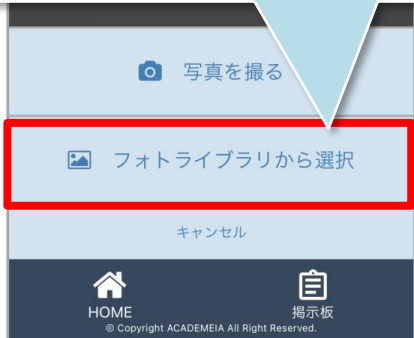 写真を撮る
フォトライブラリから選択
キャンセル
HOME
掲示板
© Copyright ACADEMEIA All Right Reserved.